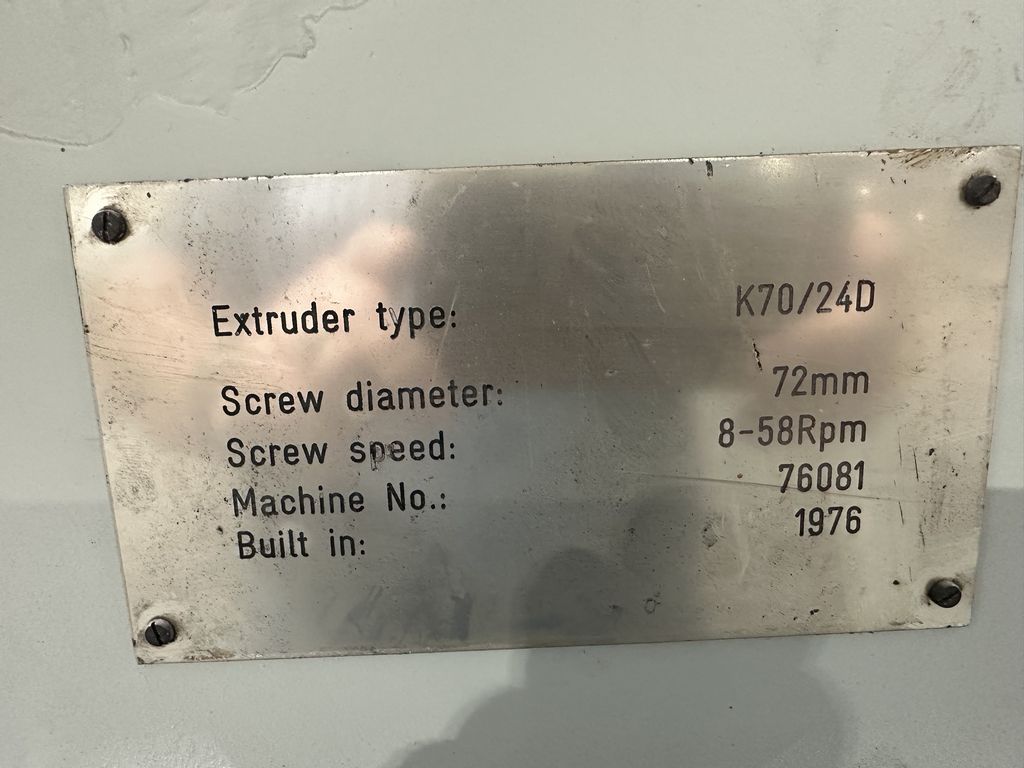 Extruder type: K70/24D
Screw diameter: 72mm
Screw speed: 8-58Rpm
Machine No.: 76081
Built in: 1976